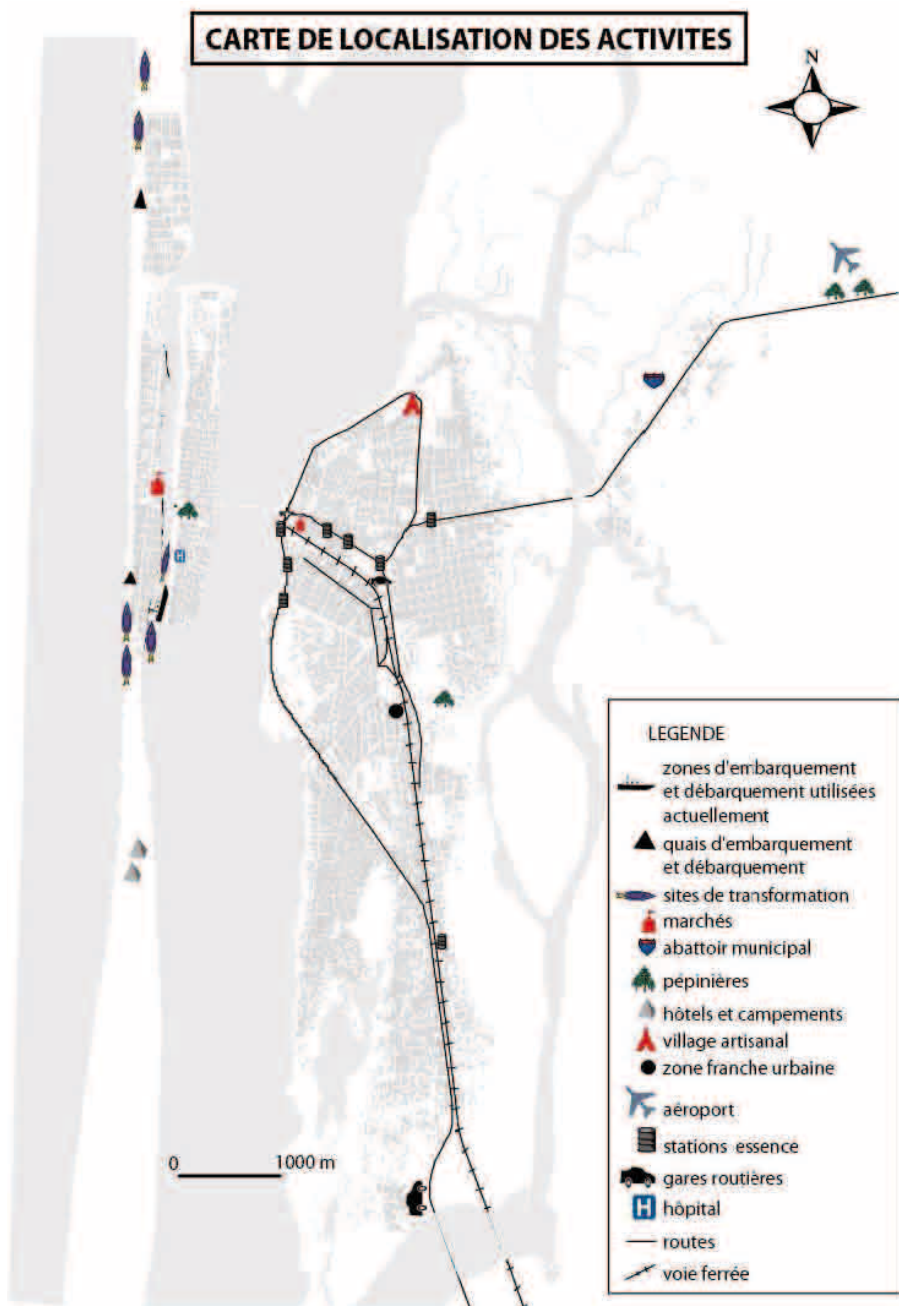 CARTE DE LOCALISATION DES ACTIVITES
N
LEGENDE
zones d'embarquement
et débarquement utilisées
actuellement
quais d'embarquement
et débarquement
sites de transformation
marchés
abattoir municipal
pépinières
hôtels et campements
village artisanal
zone franche urbaine
aéroport
stations essence
gares routières
H hôpital
routes
voie ferrée
0 1000 m
H